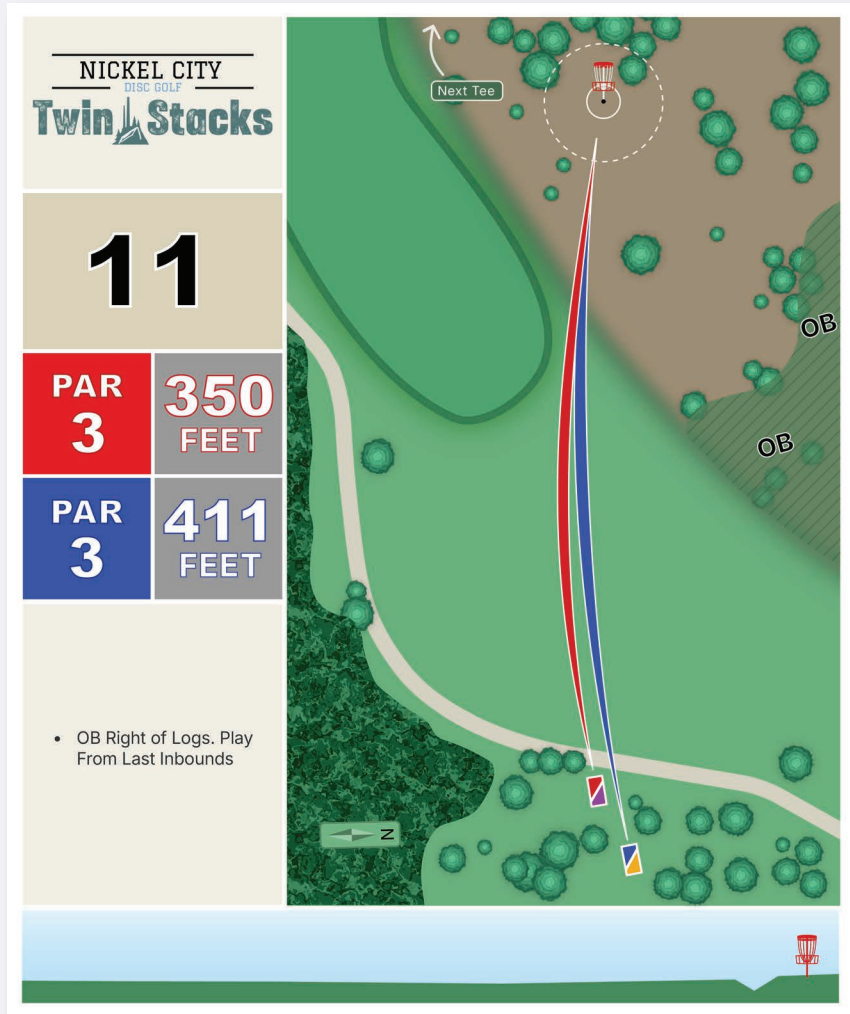 NICKEL CITY
DISC GOLF
Twin Stacks
11
PAR
3
350
FEET
PAR
3
411
FEET
• OB Right of Logs. Play
From Last Inbounds
Next Tee
OB
OB
N